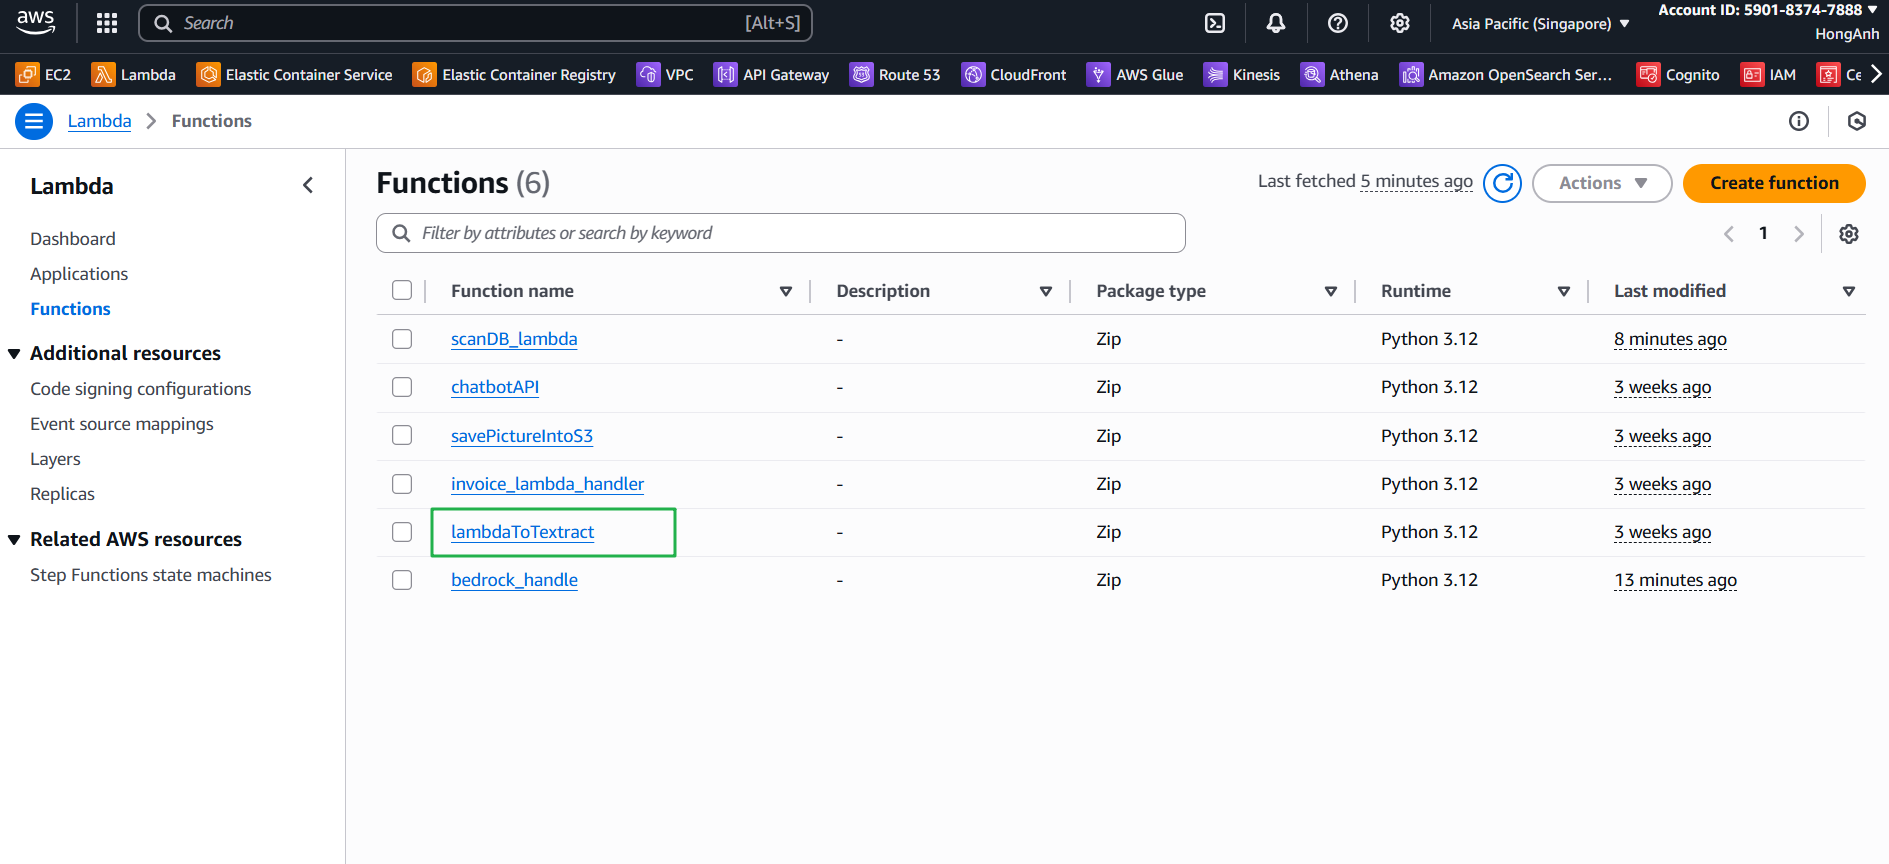 aws
Search [Alt+S]
Asia Pacific (Singapore)
Account ID: 5901-8374-7888
HongAnh
EC2 Lambda Elastic Container Service Elastic Container Registry VPC API Gateway Route 53 CloudFront AWS Glue Kinesis Athena Amazon OpenSearch Ser... Cognito IAM Ce
Lambda Functions
Lambda
Dashboard
Applications
Functions
Additional resources
Code signing configurations
Event source mappings
Layers
Replicas
Related AWS resources
Step Functions state machines
Functions (6)
Last fetched 5 minutes ago
Actions
Create function
Filter by attributes or search by keyword
1
Function name Description Package type Runtime Last modified
scanDB_lambda - Zip Python 3.12 8 minutes ago
chatbotAPI - Zip Python 3.12 3 weeks ago
savePictureIntoS3 - Zip Python 3.12 3 weeks ago
invoice_lambda_handler - Zip Python 3.12 3 weeks ago
lambdaToTextract - Zip Python 3.12 3 weeks ago
bedrock_handle - Zip Python 3.12 13 minutes ago